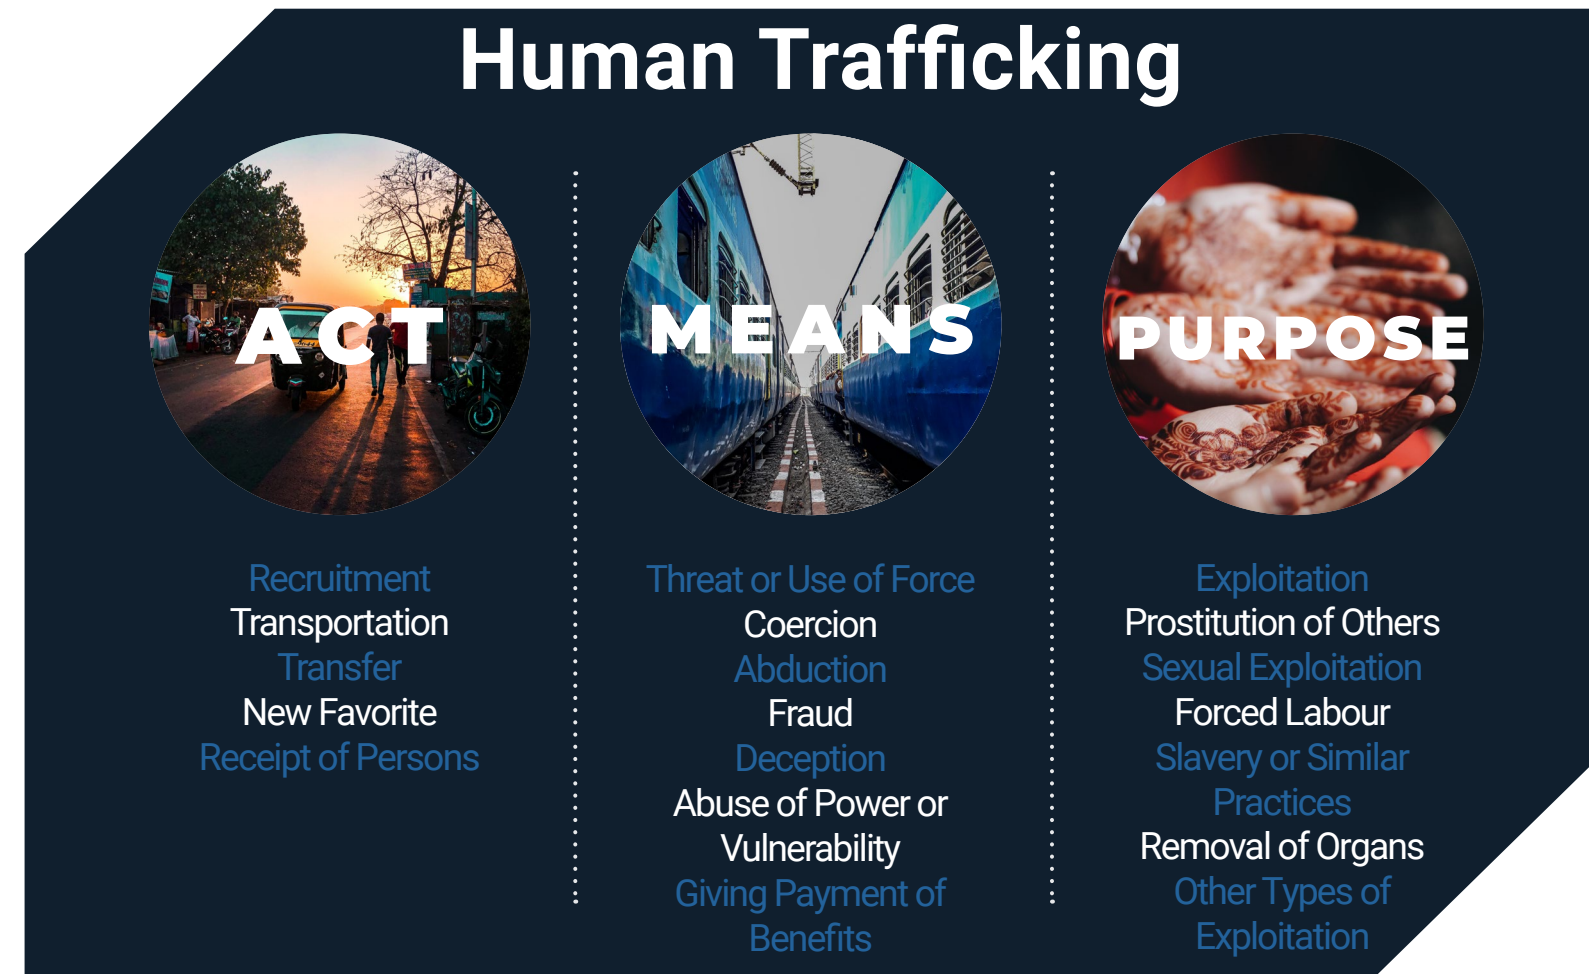 Human Trafficking
ACT
Recruitment
Transportation
Transfer
New Favorite
Receipt of Persons
MEANS
Threat or Use of Force
Coercion
Abduction
Fraud
Deception
Abuse of Power or
Vulnerability
Giving Payment of
Benefits
PURPOSE
Exploitation
Prostitution of Others
Sexual Exploitation
Forced Labour
Slavery or Similar
Practices
Removal of Organs
Other Types of
Exploitation